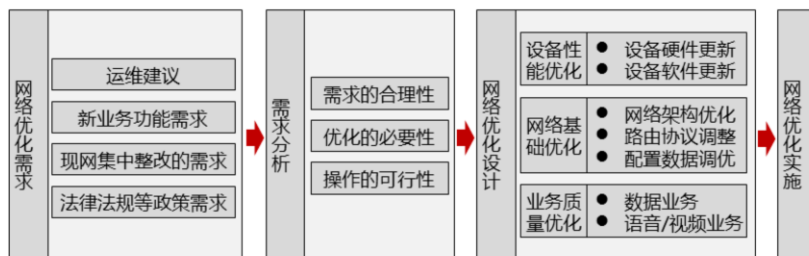 网络优化需求
运维建议
新业务功能需求
现网集中整改的需求
法律法规等政策需求
需求分析
需求的合理性
优化的必要性
操作的可行性
网络优化设计
设备性
能优化
● 设备硬件更新
● 设备软件更新
网络基
础优化
● 网络架构优化
● 路由协议调整
● 配置数据调优
业务质
量优化
● 数据业务
● 语音/视频业务
网络优化实施